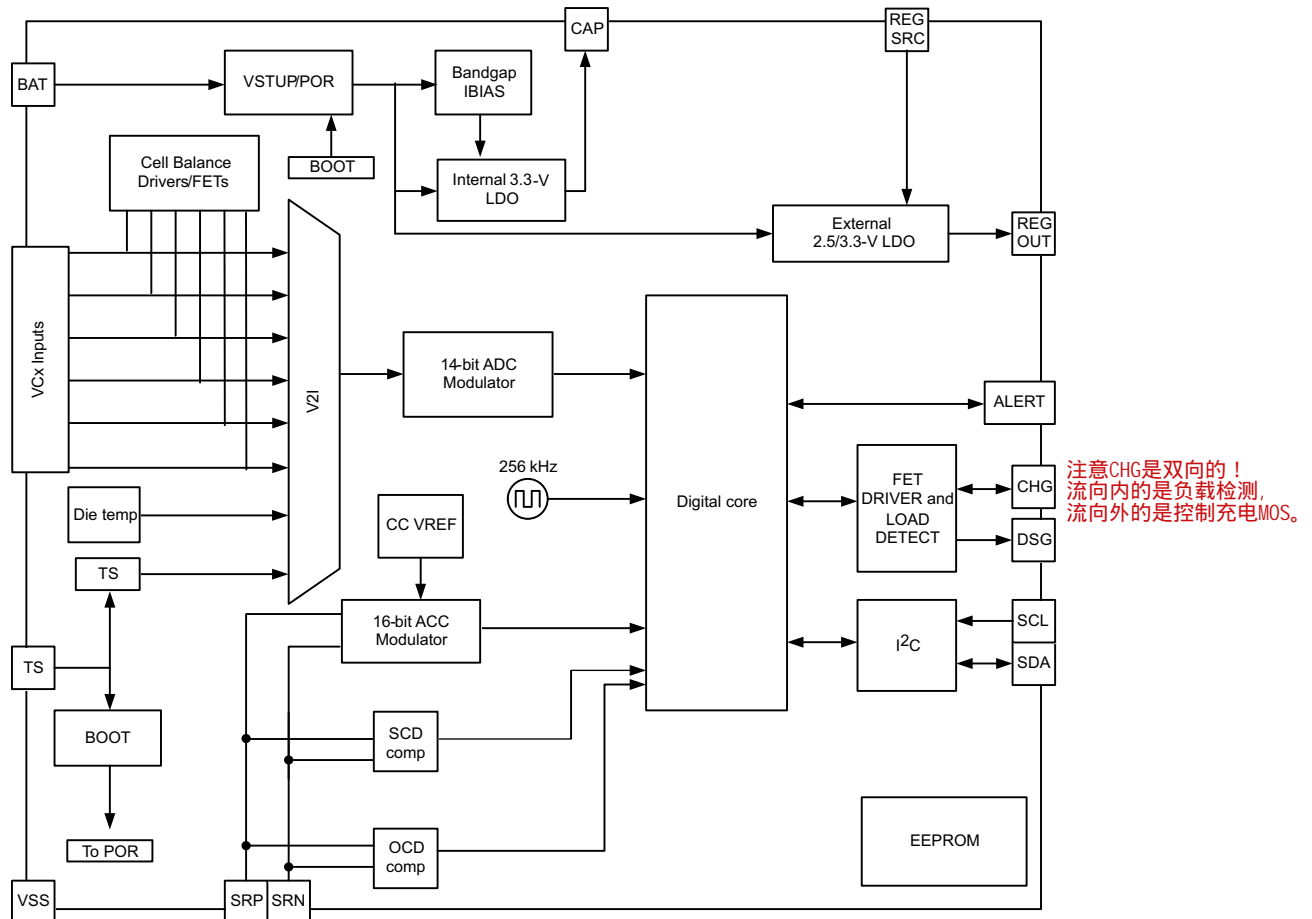 CAP
REG
SRC
BAT
VSTUP/POR
Bandgap
IBIAS
BOOT
Cell Balance
Drivers/FETs
Internal 3.3-V
LDO
External
2.5/3.3-V LDO
REG
OUT
VCx Inputs
V2I
14-bit ADC
Modulator
ALERT
256 kHz
Digital core
FET
DRIVER and
LOAD
DETECT
CHG
DSG
注意CHG是双向的！
流向内的是负载检测,
流向外的是控制充电MOS。
Die temp
CC VREF
TS
16-bit ACC
Modulator
I2C
SCL
SDA
TS
BOOT
SCD
comp
To POR
OCD
comp
EEPROM
VSS
SRP
SRN